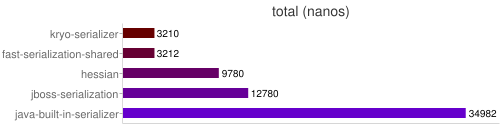 total (nanos)
kryo-serializer 3210
fast-serialization-shared 3212
hessian 9780
jboss-serialization 12780
java-built-in-serializer 34982